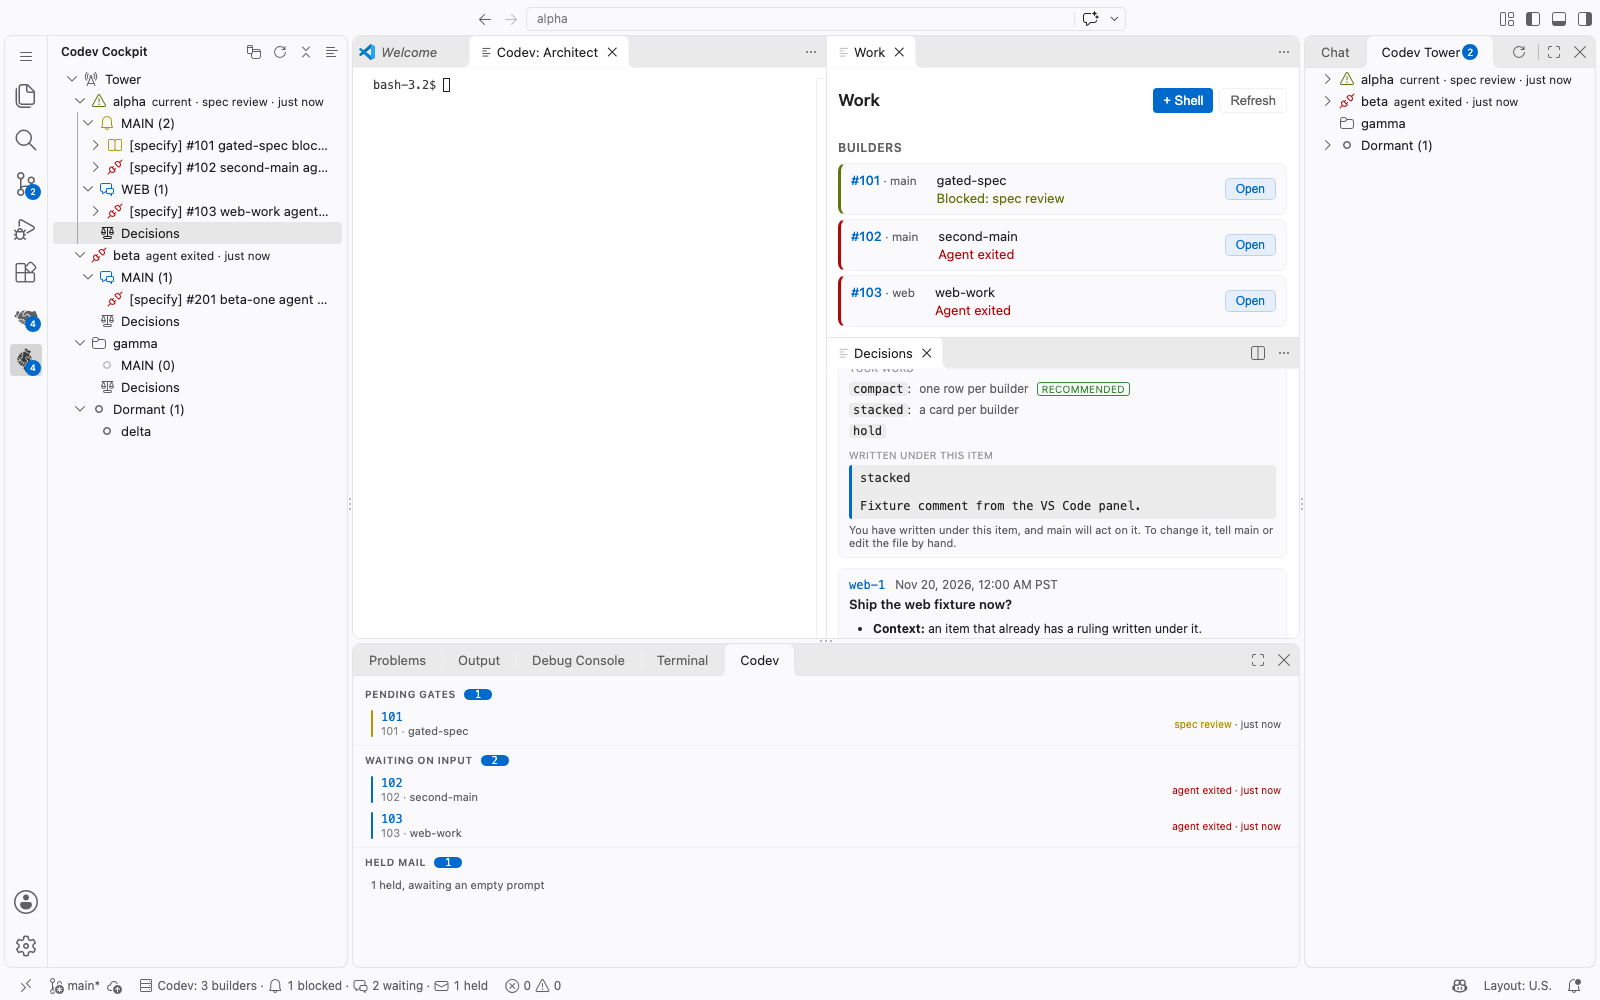 alpha
Codev Cockpit
Tower
alpha current · spec review · just now
MAIN (2)
[specify] #101 gated-spec bloc...
[specify] #102 second-main ag...
WEB (1)
[specify] #103 web-work agent...
Decisions
beta agent exited · just now
MAIN (1)
[specify] #201 beta-one agent ...
Decisions
gamma
MAIN (0)
Decisions
Dormant (1)
delta
2
4
4
Welcome
Codev: Architect
bash-3.2$
Work
Work
+ Shell
Refresh
BUILDERS
#101 · main gated-spec
Blocked: spec review
Open
#102 · main second-main
Agent exited
Open
#103 · web web-work
Agent exited
Open
Decisions
YOUR WORD
compact: one row per builder RECOMMENDED
stacked: a card per builder
hold
WRITTEN UNDER THIS ITEM
stacked
Fixture comment from the VS Code panel.
You have written under this item, and main will act on it. To change it, tell main or
edit the file by hand.
web-1 Nov 20, 2026, 12:00 AM PST
Ship the web fixture now?
• Context: an item that already has a ruling written under it.
Problems
Output
Debug Console
Terminal
Codev
PENDING GATES 1
101
101 · gated-spec
spec review · just now
WAITING ON INPUT 2
102
102 · second-main
agent exited · just now
103
103 · web-work
agent exited · just now
HELD MAIL 1
1 held, awaiting an empty prompt
Chat
Codev Tower 2
alpha current · spec review · just now
beta agent exited · just now
gamma
Dormant (1)
main*
Codev: 3 builders · 1 blocked · 2 waiting · 1 held
0 0
Layout: U.S.